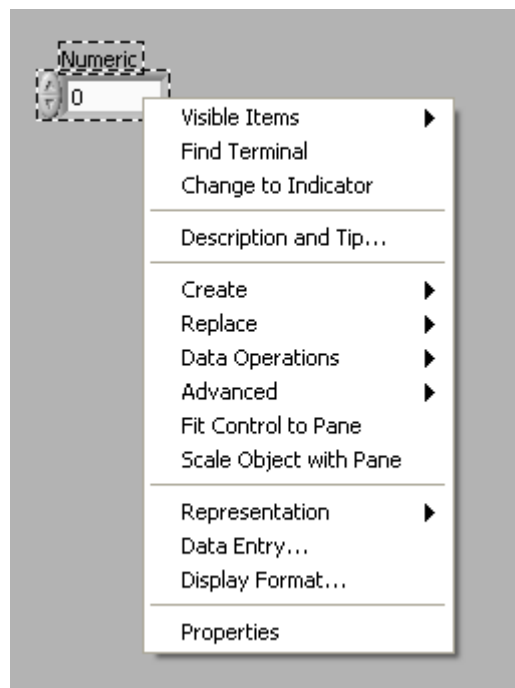 Numeric
0
Visible Items
Find Terminal
Change to Indicator
Description and Tip...
Create
Replace
Data Operations
Advanced
Fit Control to Pane
Scale Object with Pane
Representation
Data Entry...
Display Format...
Properties